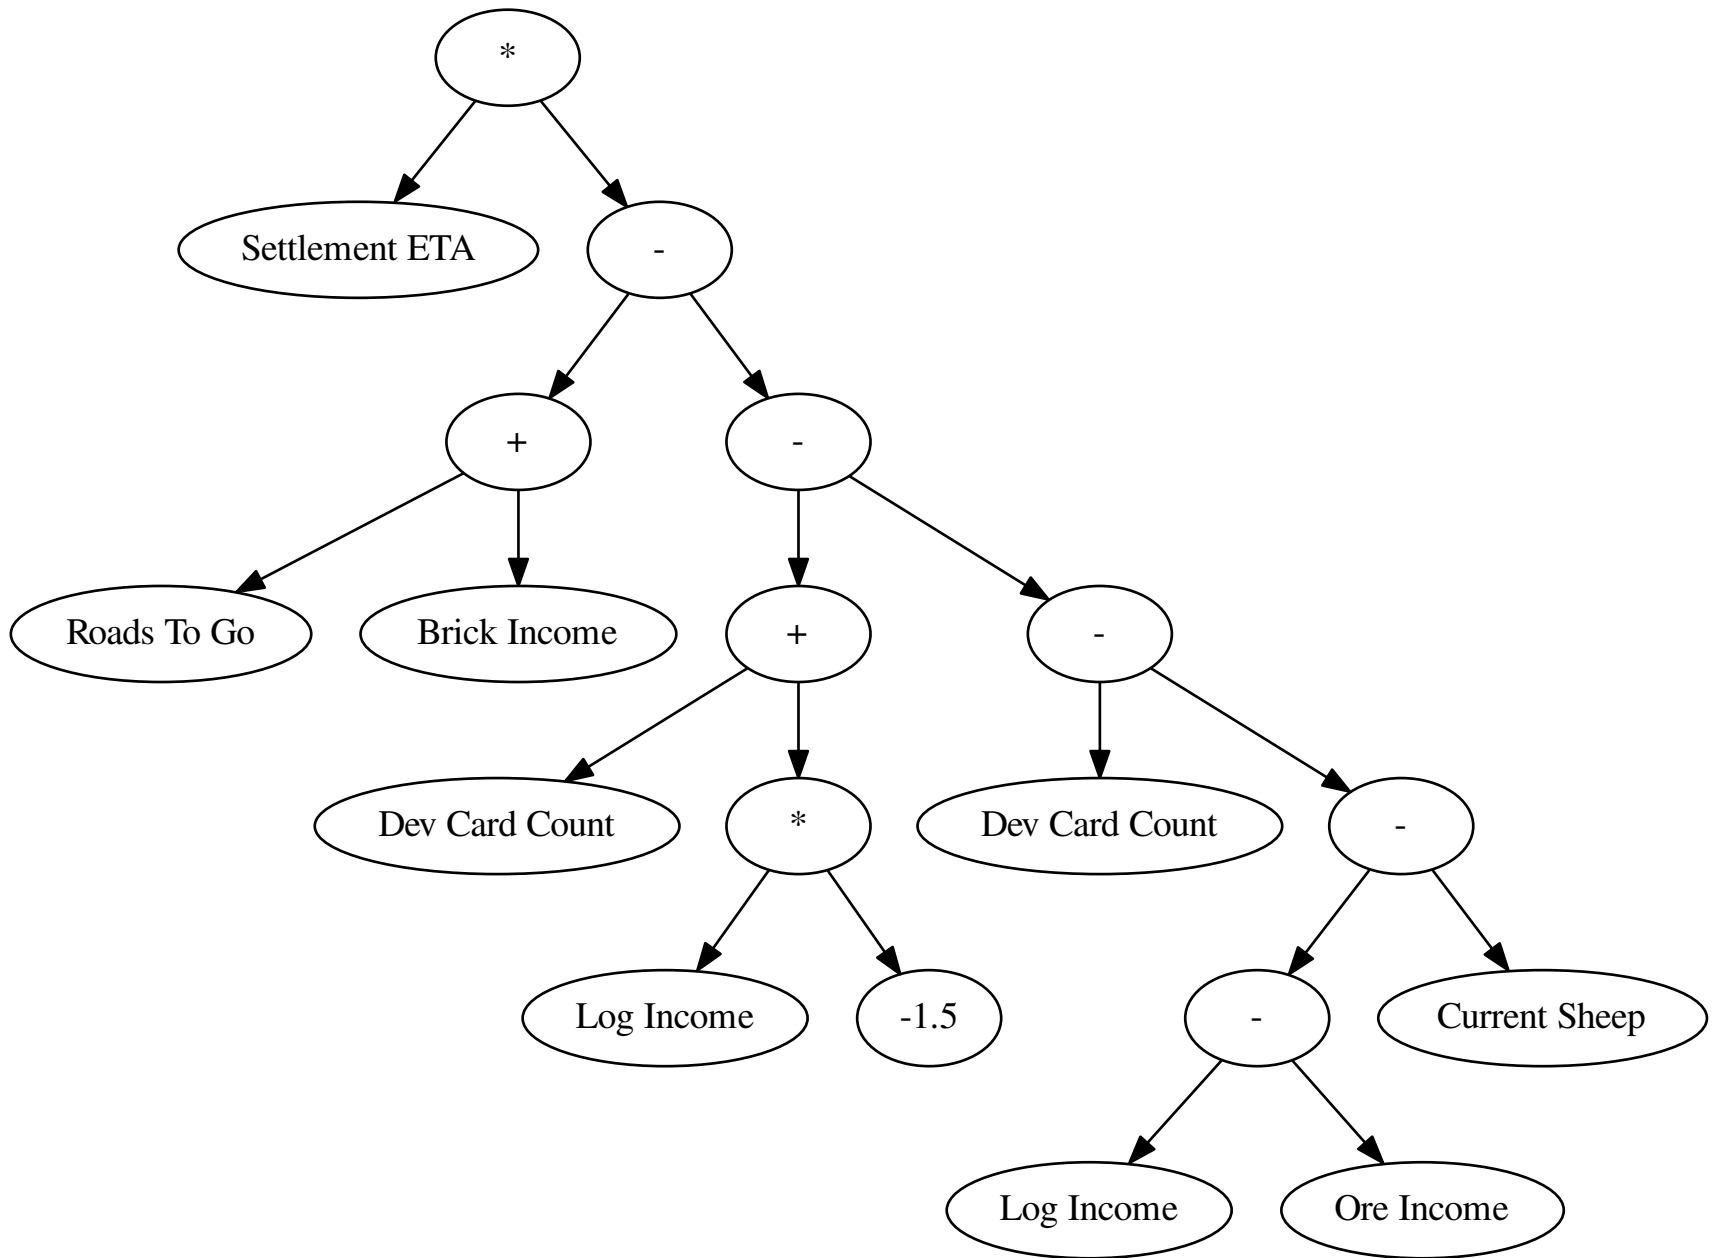 *
Settlement ETA
-
+
-
Roads To Go
Brick Income
+
-
Dev Card Count
*
Dev Card Count
-
Log Income
-1.5
-
Current Sheep
Log Income
Ore Income